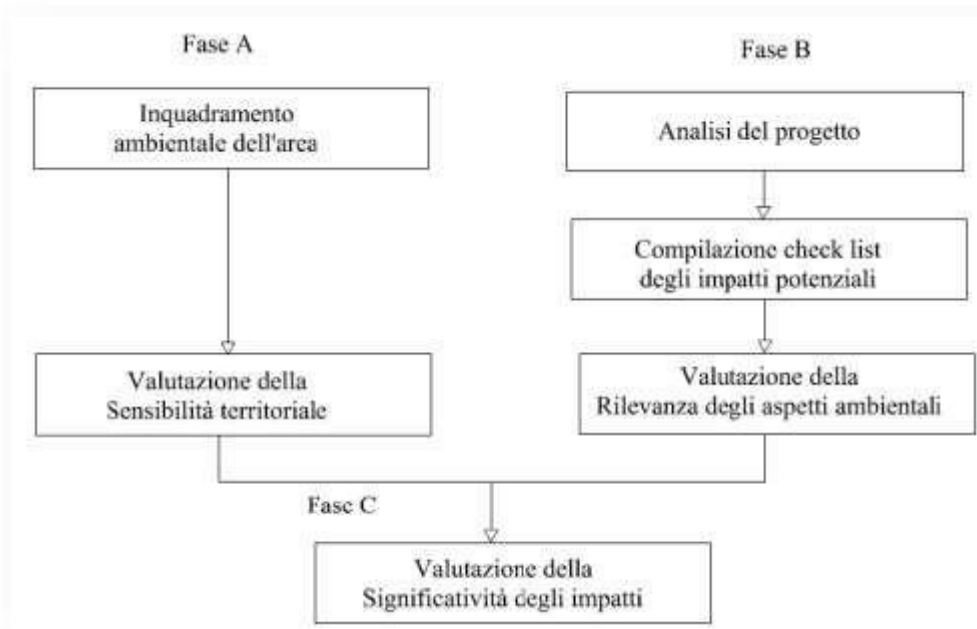 Fase A
Inquadramento
ambientale dell'area
Valutazione della
Sensibilità territoriale
Fase B
Analisi del progetto
Compilazione check list
degli impatti potenziali
Valutazione della
Rilevanza degli aspetti ambientali
Fase C
Valutazione della
Significatività degli impatti